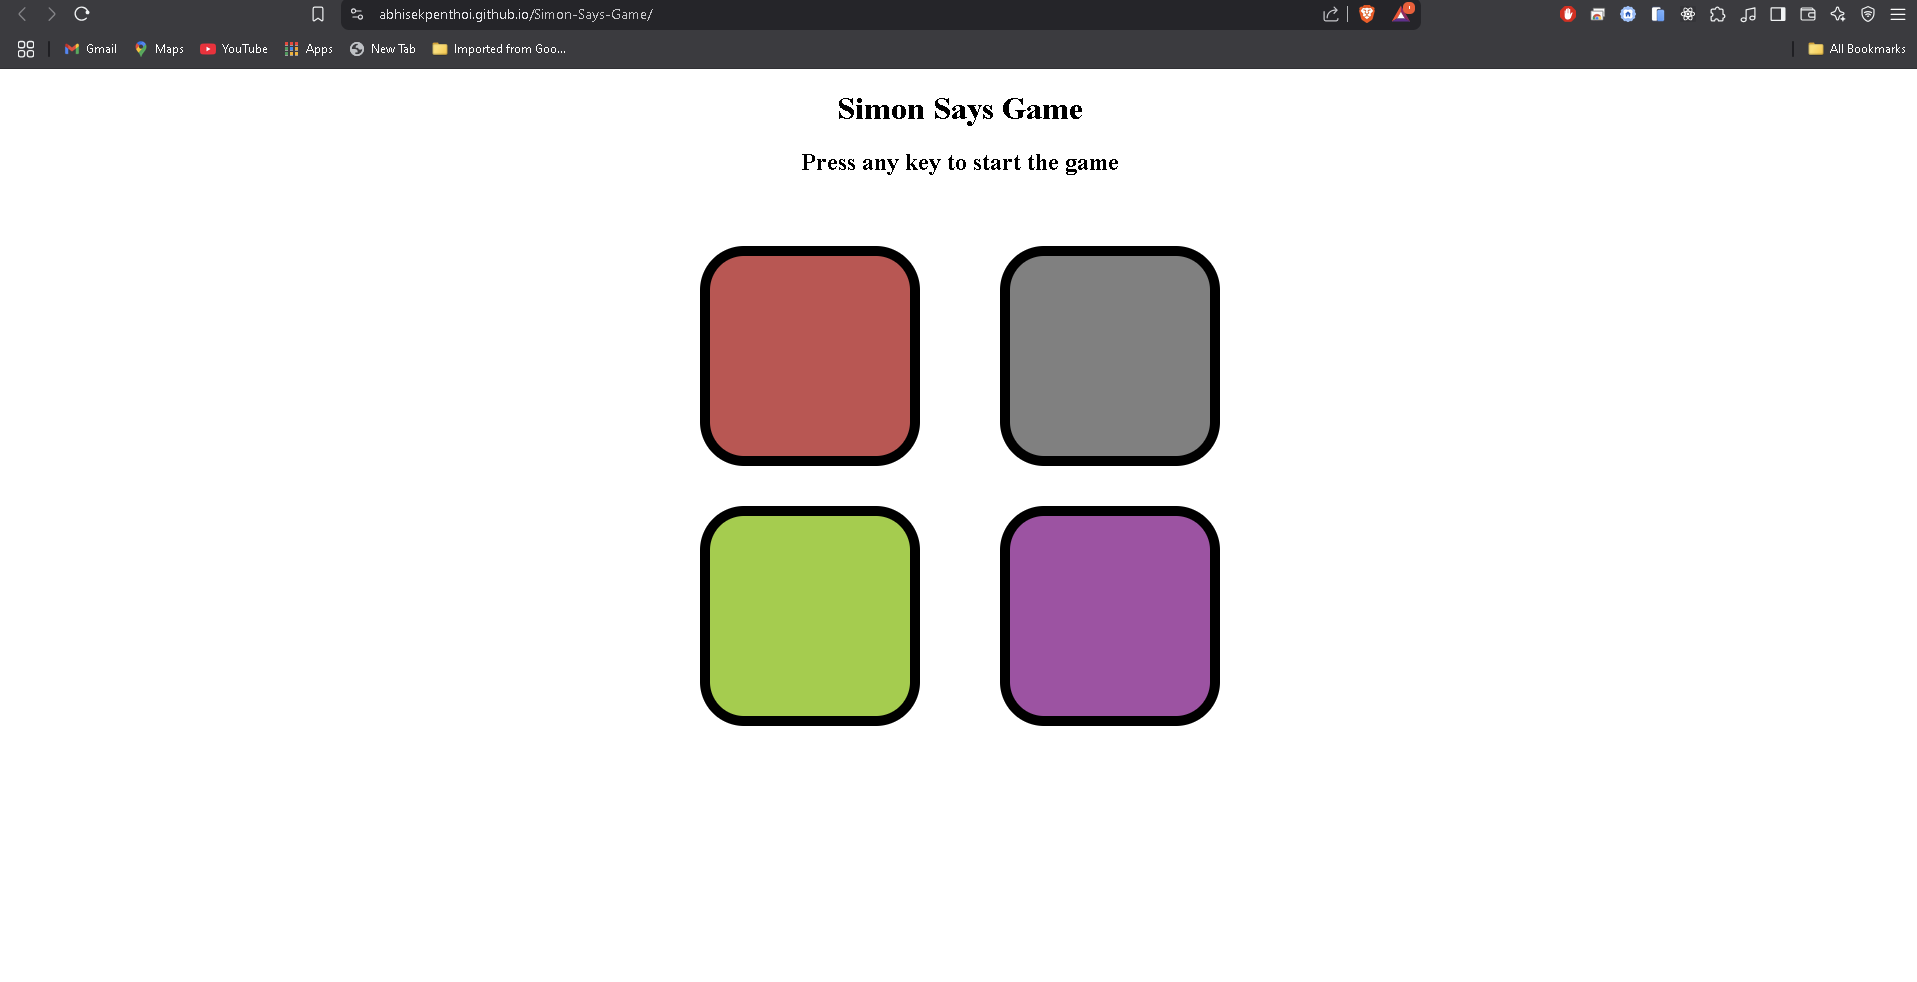 abhisekpenthoi.github.io/Simon-Says-Game/
Gmail Maps YouTube Apps New Tab Imported from Goo... All Bookmarks
Simon Says Game
Press any key to start the game